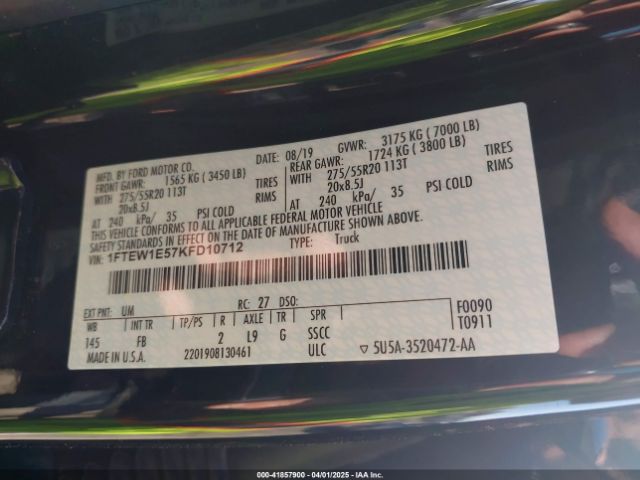 MFD. BY FORD MOTOR CO. DATE: 08/19 GVWR: 3175 KG ( 7000 LB)
FRONT GAWR: 1565 KG ( 3450 LB) REAR GAWR: 1724 KG ( 3800 LB)
WITH 275/55R20 113T TIRES WITH 275/55R20 113T TIRES
20x8.5J RIMS 20x8.5J RIMS
AT 240 kPa/ 35 PSI COLD AT 240 kPa/ 35 PSI COLD
THIS VEHICLE CONFORMS TO ALL APPLICABLE FEDERAL MOTOR VEHICLE
SAFETY STANDARDS IN EFFECT ON THE DATE OF MANUFACTURE SHOWN ABOVE.
VIN: 1FTEW1E57KFD10712 TYPE: Truck
EXT PNT: UM RC: 27 DSO: F0090
WB INT TR TP/PS R AXLE TR SPR T0911
145 FB 2 L9 G SSCC
MADE IN U.S.A. 2201908130461 ULC ▽ 5U5A-3520472-AA
000-41857900 - 04/01/2025 - IAA Inc.